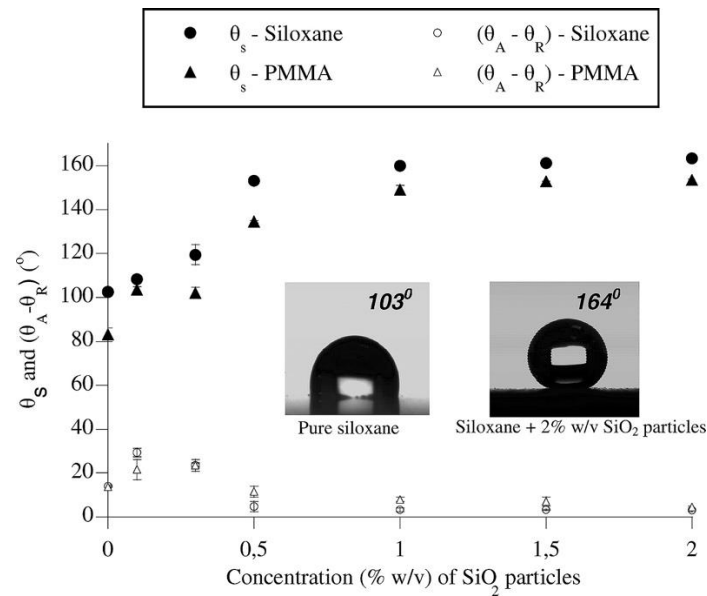 θs - Siloxane (θA - θR) - Siloxane
θs - PMMA (θA - θR) - PMMA
θs and (θA-θR) (°)
160
140
120
100
80
60
40
20
0
103⁰
164⁰
Pure siloxane
Siloxane + 2% w/v SiO₂ particles
0 0,5 1 1,5 2
Concentration (% w/v) of SiO₂ particles